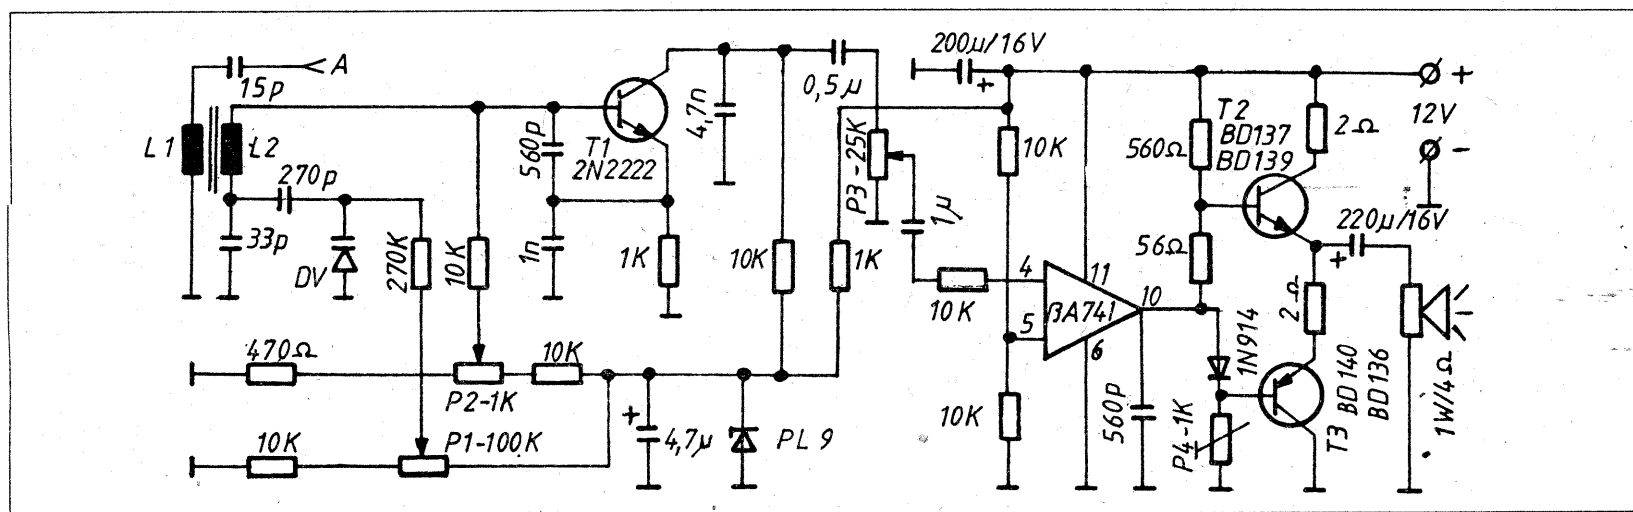 A
15p
L1
L2
270p
33p
DV
270K
10K
560p
1n
T1
2N2222
1K
4,7n
10K
0,5µ
P3-25K
1µ
1K
200µ/16V
+
10K
10K
4
5
11
βA741
10
6
10K
560p
560Ω
56Ω
T2
BD137
BD139
2Ω
+
12V
-
220µ/16V
+
2Ω
1N914
P4-1K
T3
BD140
BD136
1W/4Ω
470Ω
P2-1K
10K
10K
P1-100K
+
4,7µ
PL9